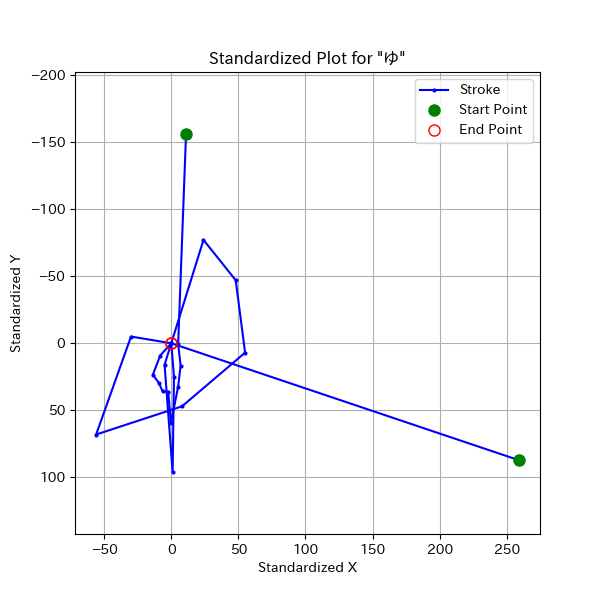 Standardized Plot for "ゆ"
Stroke
Start Point
End Point
−200
−150
−100
−50
0
50
100
Standardized Y
−50 0 50 100 150 200 250
Standardized X